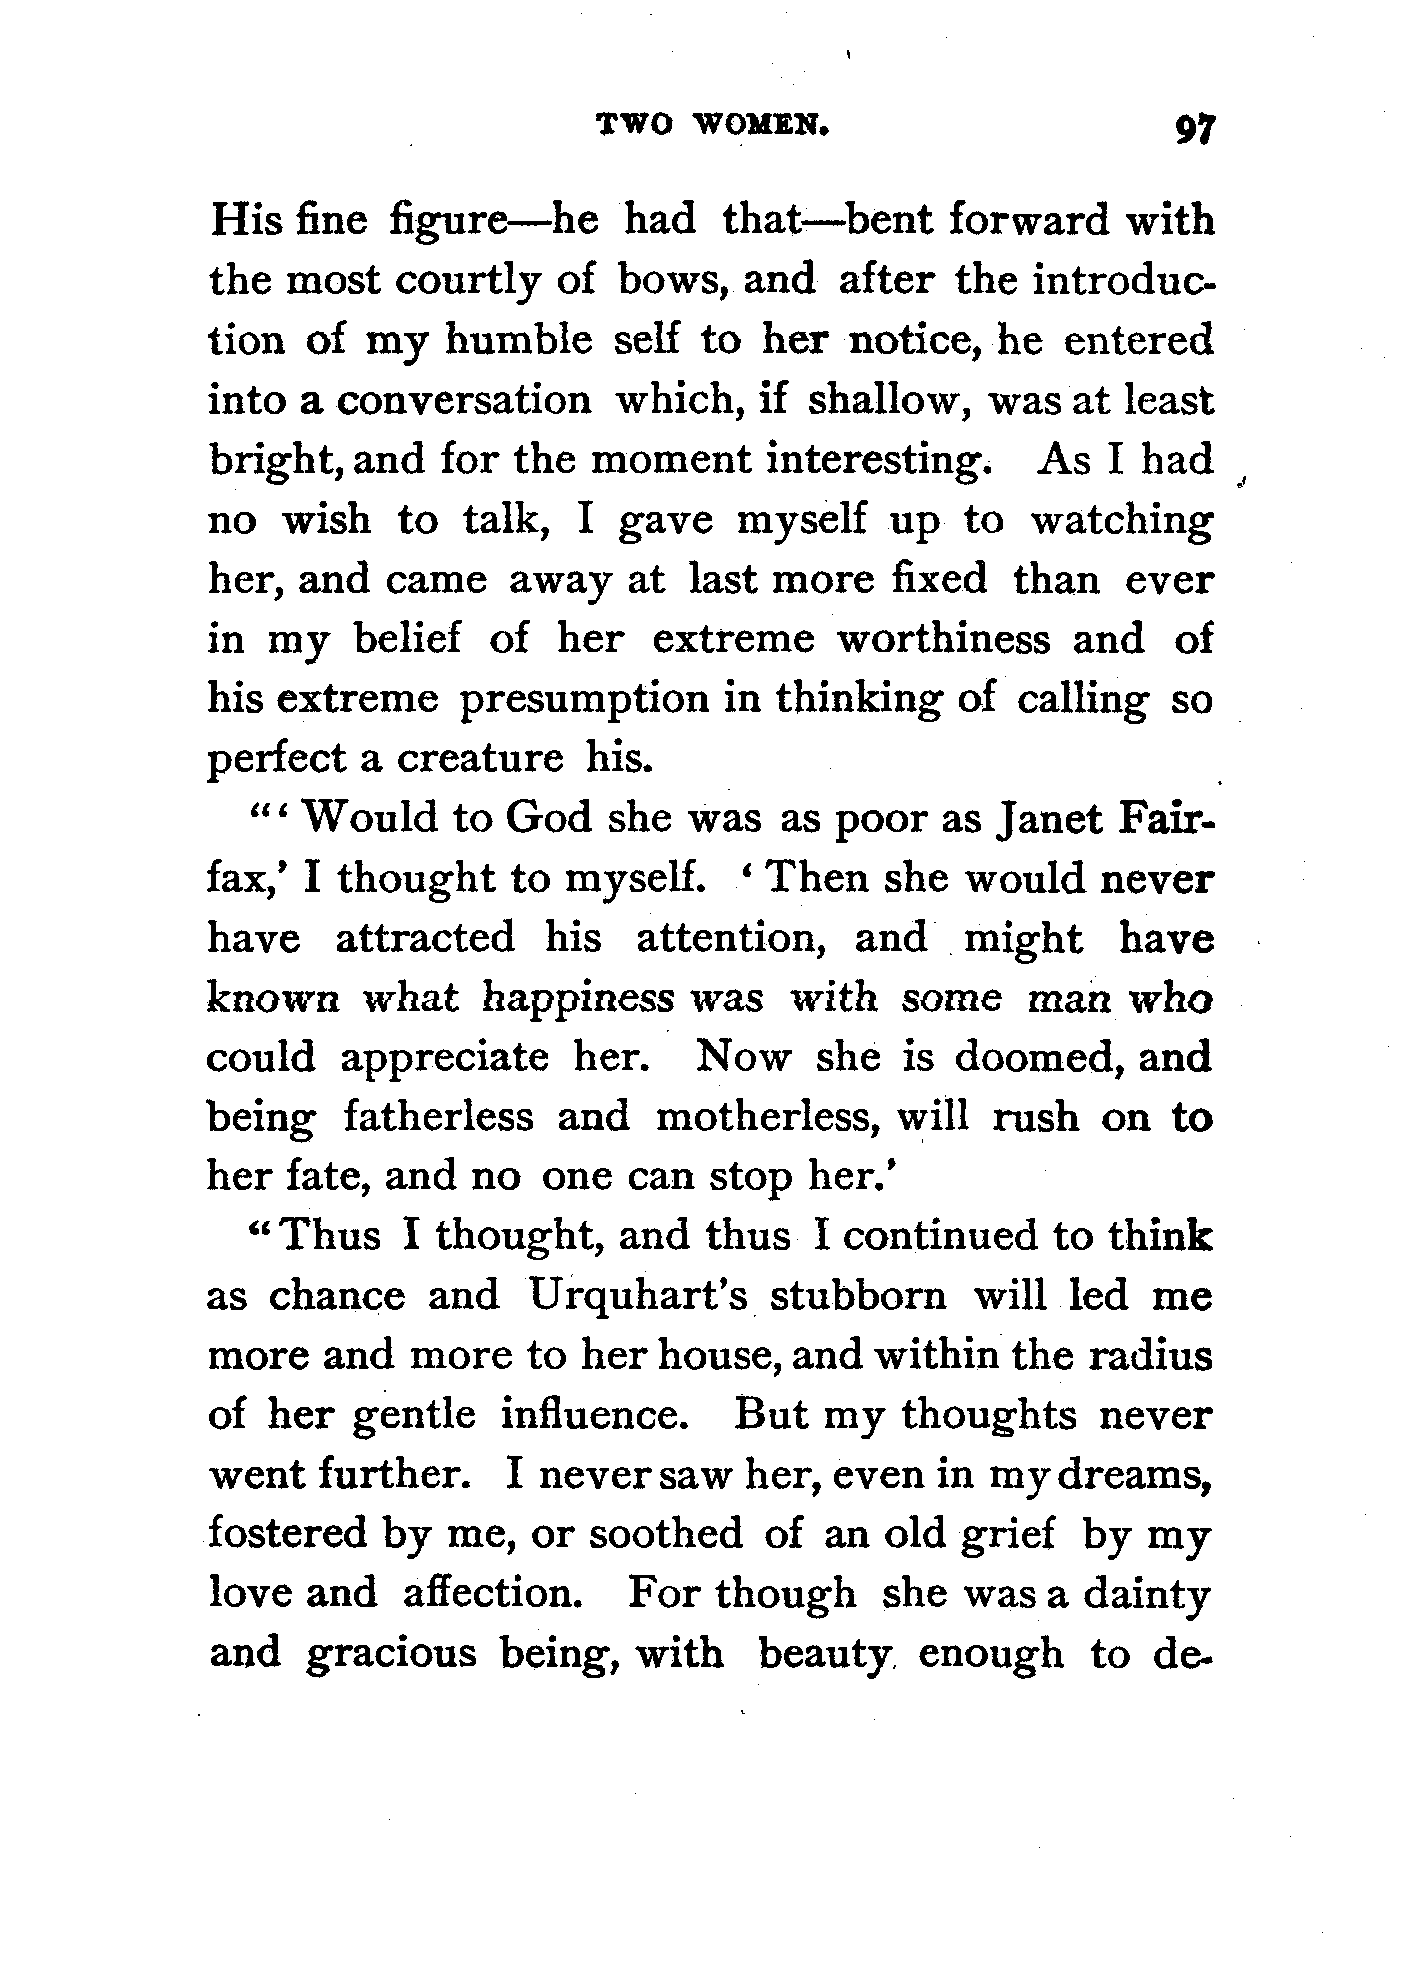 TWO WOMEN. 97
His fine figure—he had that—bent forward with
the most courtly of bows, and after the introduc-
tion of my humble self to her notice, he entered
into a conversation which, if shallow, was at least
bright, and for the moment interesting. As I had
no wish to talk, I gave myself up to watching
her, and came away at last more fixed than ever
in my belief of her extreme worthiness and of
his extreme presumption in thinking of calling so
perfect a creature his.
"'Would to God she was as poor as Janet Fair-
fax,' I thought to myself. 'Then she would never
have attracted his attention, and might have
known what happiness was with some man who
could appreciate her. Now she is doomed, and
being fatherless and motherless, will rush on to
her fate, and no one can stop her.'
"Thus I thought, and thus I continued to think
as chance and Urquhart's stubborn will led me
more and more to her house, and within the radius
of her gentle influence. But my thoughts never
went further. I never saw her, even in my dreams,
fostered by me, or soothed of an old grief by my
love and affection. For though she was a dainty
and gracious being, with beauty enough to de-